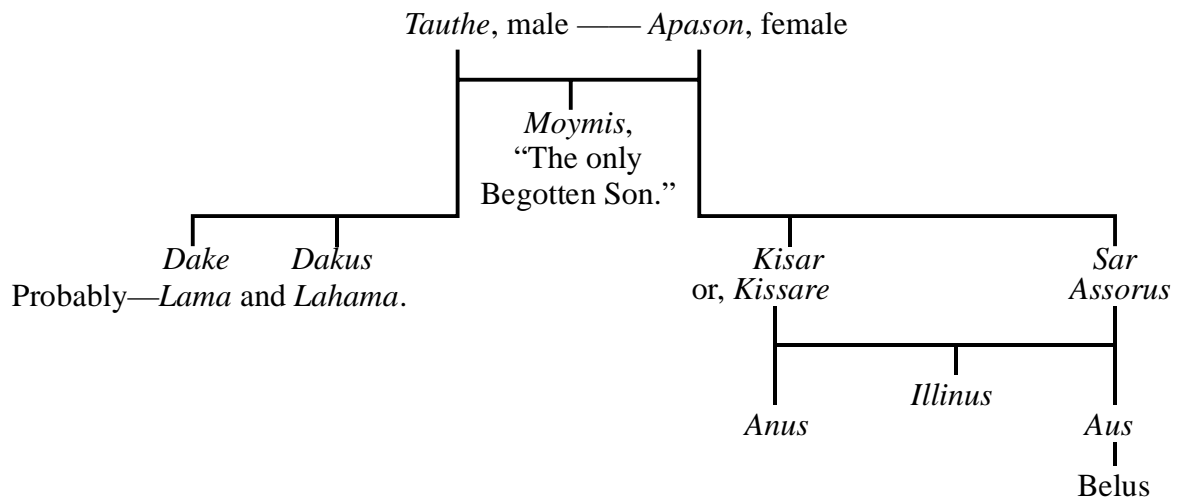 Tauthe, male —— Apason, female
Moymis,
“The only
Begotten Son.”
Dake Dakus
Probably—Lama and Lahama.
Kisar
or, Kissare
Sar
Assorus
Illinus
Anus
Aus
Belus